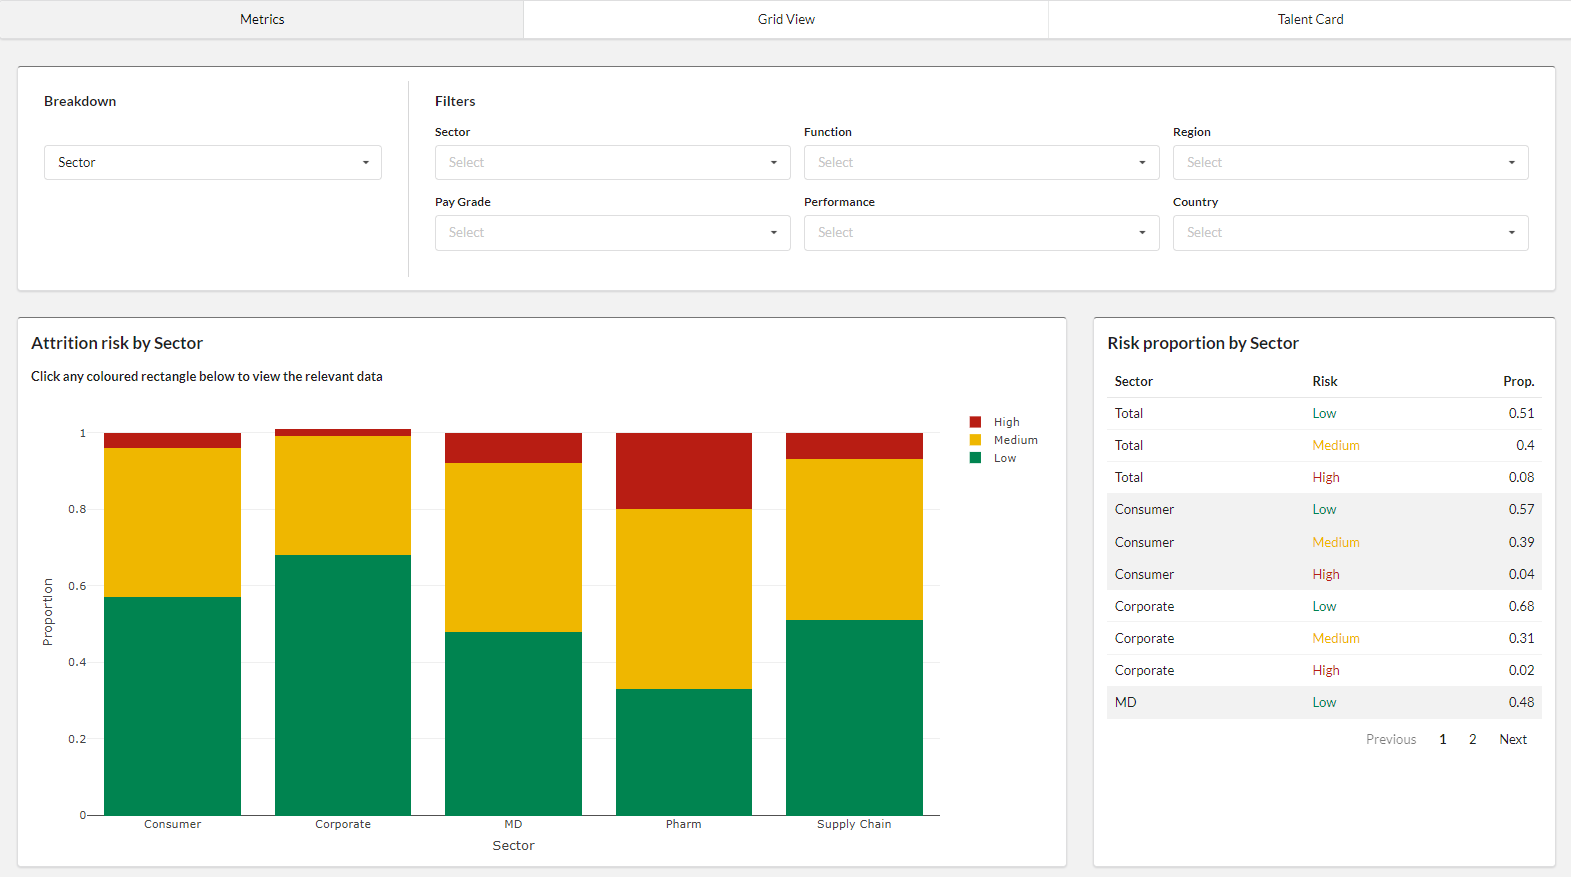 Metrics Grid View Talent Card
Breakdown
Sector
Filters
Sector Function Region
Select Select Select
Pay Grade Performance Country
Select Select Select
Attrition risk by Sector
Click any coloured rectangle below to view the relevant data
High
Medium
Low
1
0.8
0.6
0.4
0.2
0
Proportion
Consumer Corporate MD Pharm Supply Chain
Sector
Risk proportion by Sector
Sector Risk Prop.
Total Low 0.51
Total Medium 0.4
Total High 0.08
Consumer Low 0.57
Consumer Medium 0.39
Consumer High 0.04
Corporate Low 0.68
Corporate Medium 0.31
Corporate High 0.02
MD Low 0.48
Previous 1 2 Next